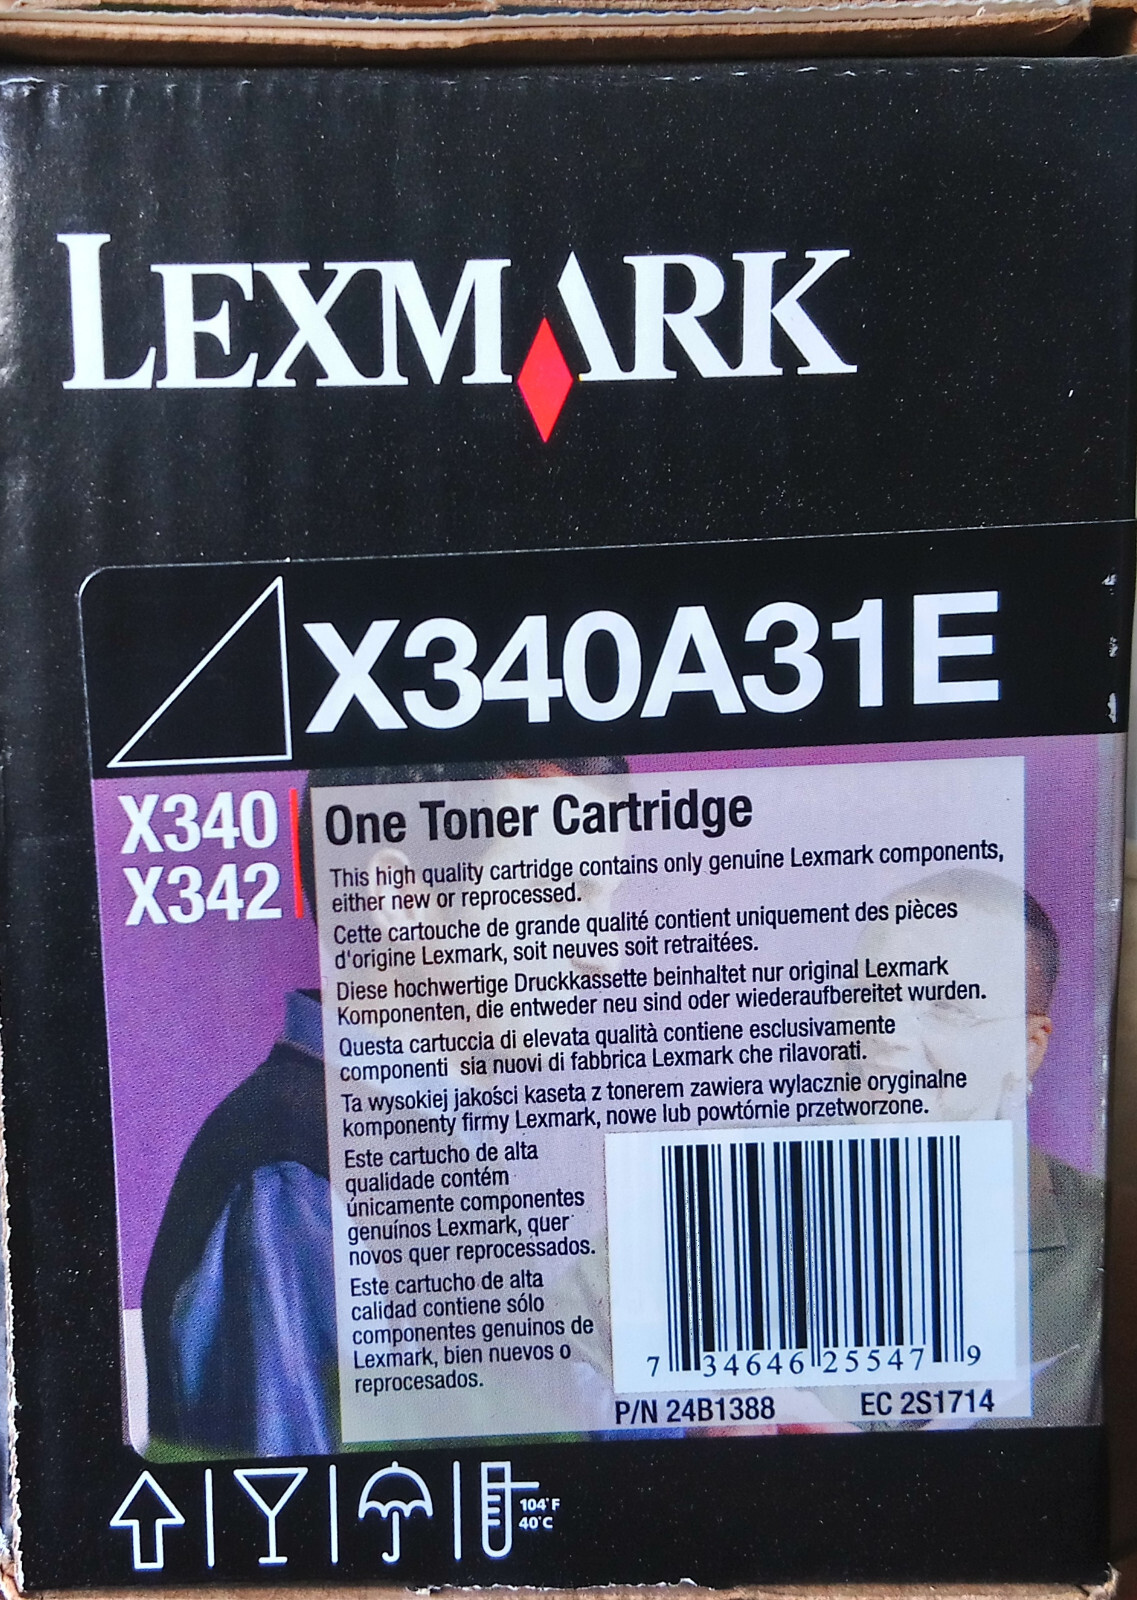 LEXMARK
X340A31E
X340
X342
One Toner Cartridge
This high quality cartridge contains only genuine Lexmark components,
either new or reprocessed.
Cette cartouche de grande qualité contient uniquement des pièces
d'origine Lexmark, soit neuves soit retraitées.
Diese hochwertige Druckkassette beinhaltet nur original Lexmark
Komponenten, die entweder neu sind oder wiederaufbereitet wurden.
Questa cartuccia di elevata qualità contiene esclusivamente
componenti sia nuovi di fabbrica Lexmark che rilavorati.
Ta wysokiej jakości kaseta z tonerem zawiera wylacznie oryginalne
komponenty firmy Lexmark, nowe lub powtórnie przetworzone.
Este cartucho de alta
qualidade contém
únicamente componentes
genuínos Lexmark, quer
novos quer reprocessados.
Este cartucho de alta
calidad contiene sólo
componentes genuinos de
Lexmark, bien nuevos o
reprocesados.
7 34646 25547 9
P/N 24B1388 EC 2S1714
104°F
40°C